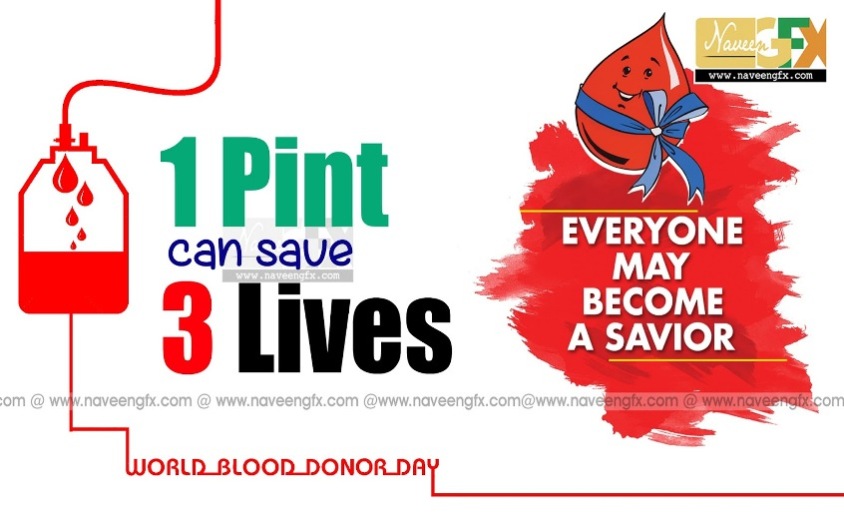 Naveen GFX
www.naveengfx.com
1 Pint
can save
Naveen GFX
www.naveengfx.com
3 Lives
EVERYONE
MAY
BECOME
A SAVIOR
.com @ www.naveengfx.com @ www.naveengfx.com @www.naveengfx.com@www.naveengfx.com @ www.naveengfx.com
WORLD BLOOD DONOR DAY